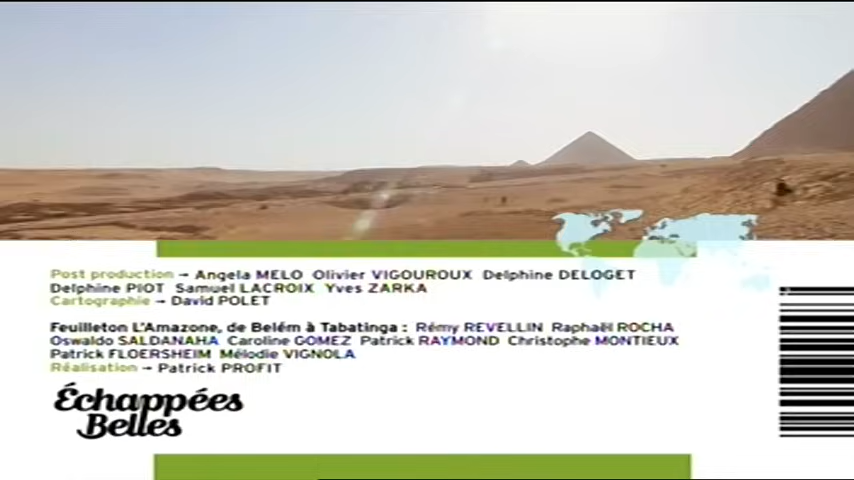 Post production → Angela MELO Olivier VIGOUROUX Delphine DELOGET
Delphine PIOT Samuel LACROIX Yves ZARKA
Cartographie → David POLET
Feuilleton L'Amazone, de Belém à Tabatinga : Rémy REVELLIN Raphaël ROCHA
Oswaldo SALDANAHA Caroline GOMEZ Patrick RAYMOND Christophe MONTIEUX
Patrick FLOERSHEIM Mélodie VIGNOLA
Réalisation → Patrick PROFIT
Échappées
Belles